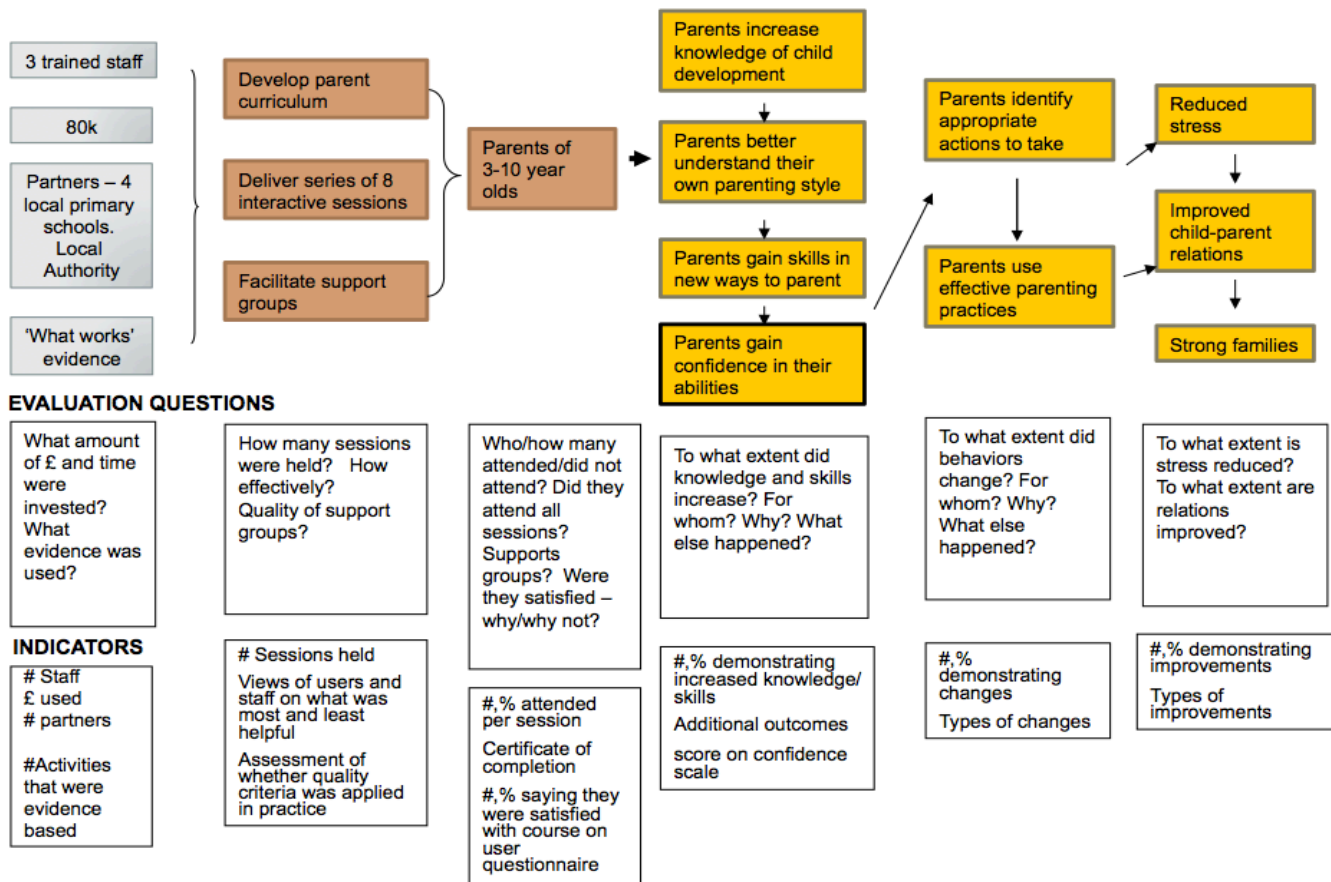 3 trained staff
80k
Partners – 4
local primary
schools.
Local
Authority
'What works'
evidence
Develop parent
curriculum
Deliver series of 8
interactive sessions
Facilitate support
groups
Parents of
3-10 year
olds
Parents increase
knowledge of child
development
Parents better
understand their
own parenting style
Parents gain skills in
new ways to parent
Parents gain
confidence in their
abilities
Parents identify
appropriate
actions to take
Parents use
effective parenting
practices
Reduced
stress
Improved
child-parent
relations
Strong families
EVALUATION QUESTIONS
What amount
of £ and time
were
invested?
What
evidence was
used?
How many sessions
were held? How
effectively?
Quality of support
groups?
Who/how many
attended/did not
attend? Did they
attend all
sessions?
Supports
groups? Were
they satisfied –
why/why not?
To what extent did
knowledge and skills
increase? For
whom? Why? What
else happened?
To what extent did
behaviors
change? For
whom? Why?
What else
happened?
To what extent is
stress reduced?
To what extent are
relations
improved?
INDICATORS
# Staff
£ used
# partners
#Activities
that were
evidence
based
# Sessions held
Views of users and
staff on what was
most and least
helpful
Assessment of
whether quality
criteria was applied
in practice
#,% attended
per session
Certificate of
completion
#,% saying they
were satisfied
with course on
user
questionnaire
#,% demonstrating
increased knowledge/
skills
Additional outcomes
score on confidence
scale
#,%
demonstrating
changes
Types of changes
#,% demonstrating
improvements
Types of
improvements